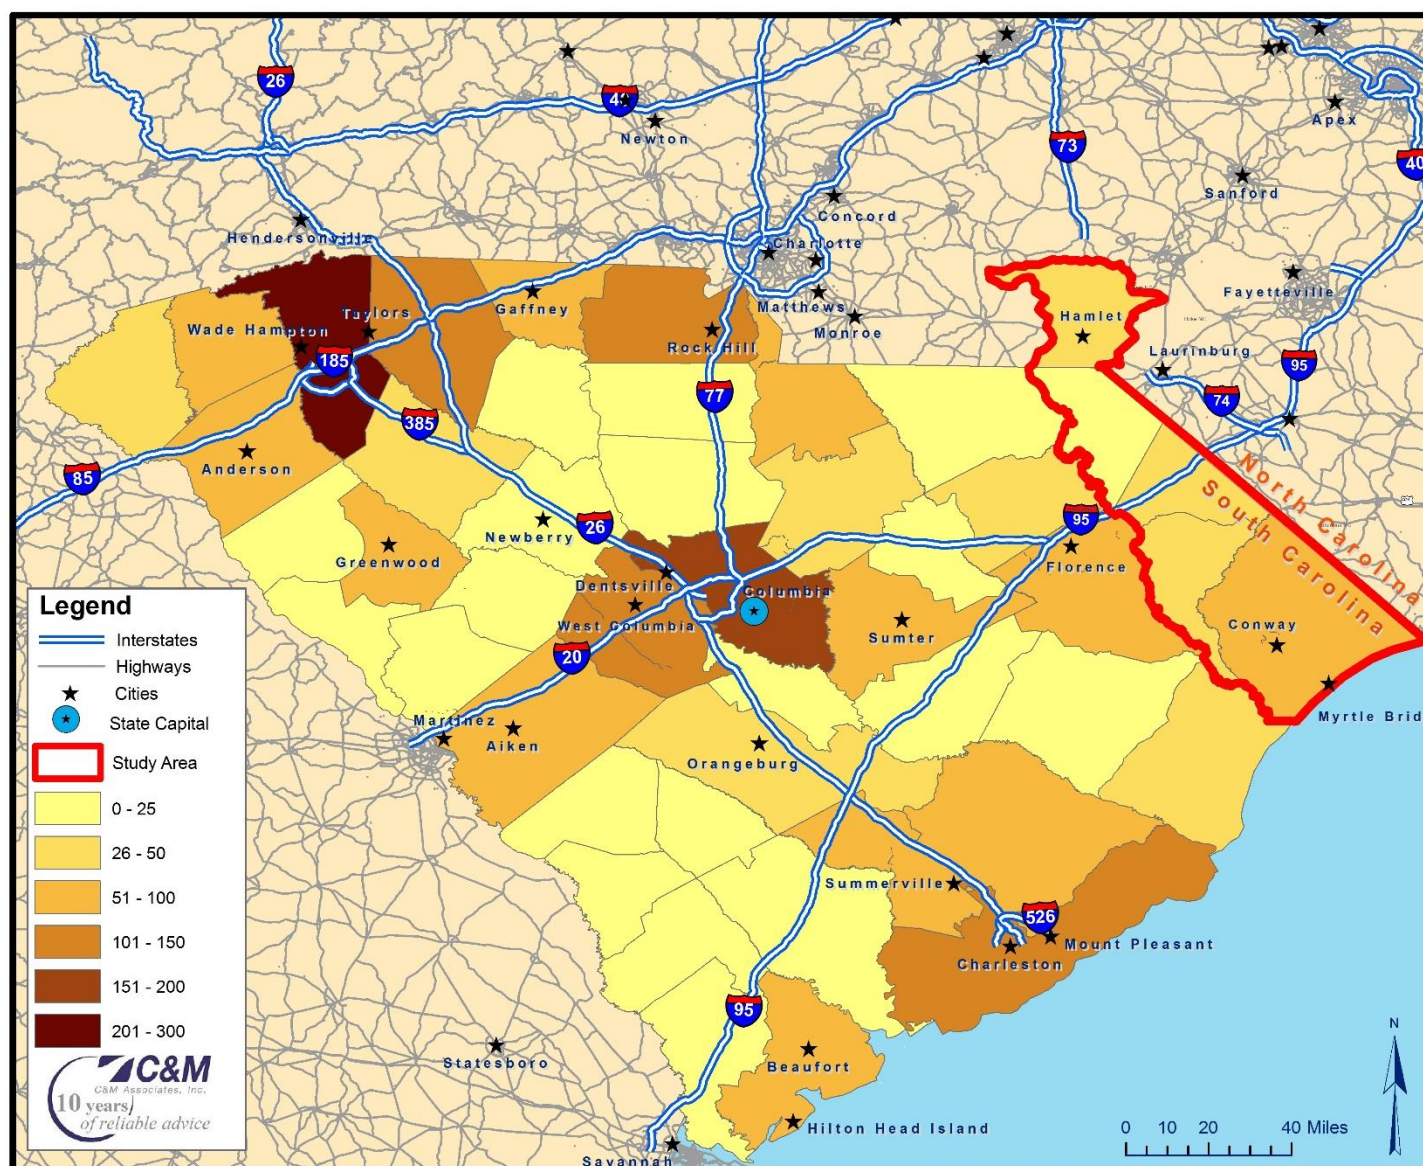 26
4
Newton
73
Apex
40
Sanford
Concord
Hendersonville
Charlotte
Fayetteville
Taylors
Gaffney
Matthews
Hamlet
Wade Hampton
Monroe
Rock Hill
Laurinburg
185
95
77
74
385
Anderson
85
North Carolina
South Carolina
Newberry
26
95
Greenwood
Florence
Dentsville
Columbia
West Columbia
Sumter
Conway
20
Martinez
Aiken
Myrtle Brid
Orangeburg
Summerville
526
Mount Pleasant
Charleston
95
Statesboro
Beaufort
Hilton Head Island
Savannah
Legend
Interstates
Highways
Cities
State Capital
Study Area
0 - 25
26 - 50
51 - 100
101 - 150
151 - 200
201 - 300
C&M
C&M Associates, Inc.
10 years
of reliable advice
N
0 10 20 40 Miles